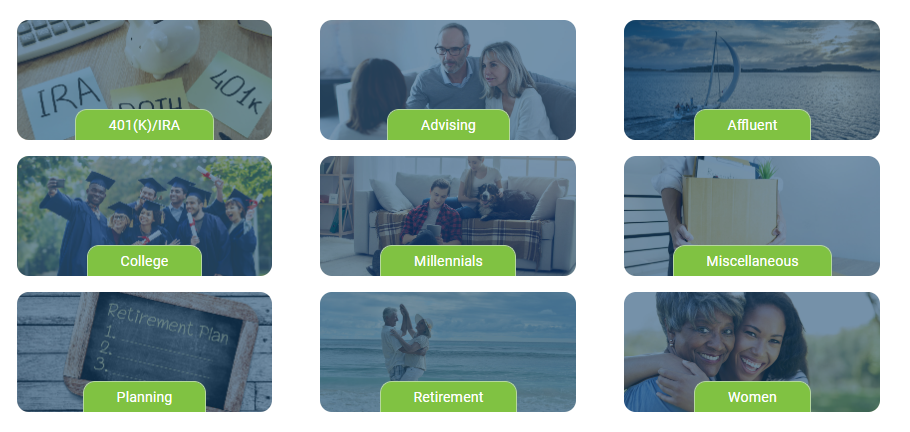 IRA
ROTH
401K
401(K)/IRA
Advising
Affluent
College
Millennials
Miscellaneous
Retirement Plan
1.
2.
3.
Planning
Retirement
Women